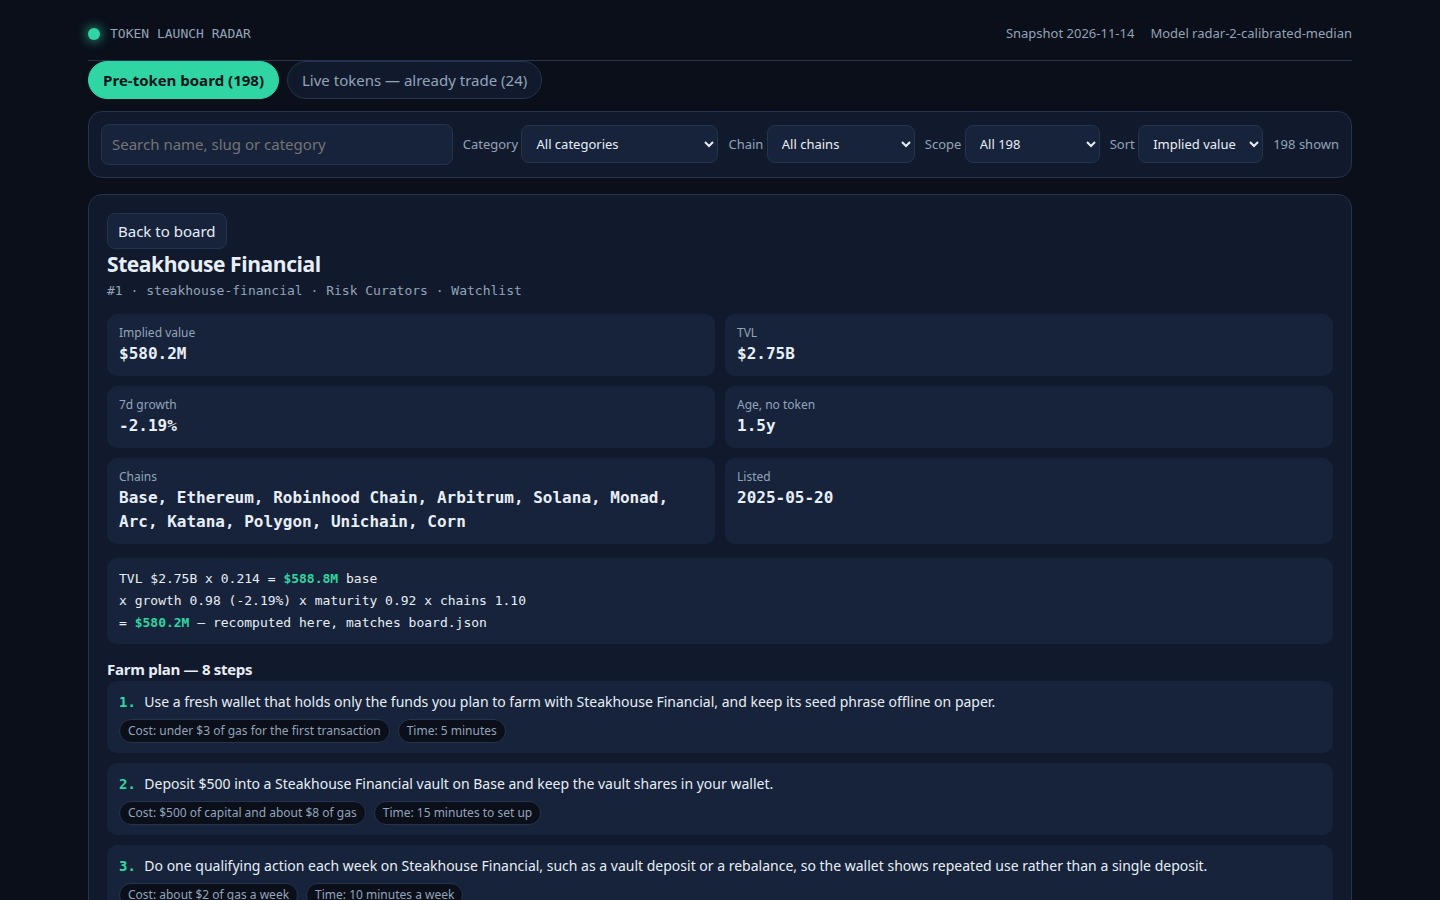 TOKEN LAUNCH RADAR
Snapshot 2026-11-14 Model radar-2-calibrated-median
Pre-token board (198)
Live tokens — already trade (24)
Search name, slug or category
Category All categories
Chain All chains
Scope All 198
Sort Implied value
198 shown
Back to board
Steakhouse Financial
#1 · steakhouse-financial · Risk Curators · Watchlist
Implied value
$580.2M
TVL
$2.75B
7d growth
-2.19%
Age, no token
1.5y
Chains
Base, Ethereum, Robinhood Chain, Arbitrum, Solana, Monad,
Arc, Katana, Polygon, Unichain, Corn
Listed
2025-05-20
TVL $2.75B x 0.214 = $588.8M base
x growth 0.98 (-2.19%) x maturity 0.92 x chains 1.10
= $580.2M — recomputed here, matches board.json
Farm plan — 8 steps
1. Use a fresh wallet that holds only the funds you plan to farm with Steakhouse Financial, and keep its seed phrase offline on paper.
Cost: under $3 of gas for the first transaction
Time: 5 minutes
2. Deposit $500 into a Steakhouse Financial vault on Base and keep the vault shares in your wallet.
Cost: $500 of capital and about $8 of gas
Time: 15 minutes to set up
3. Do one qualifying action each week on Steakhouse Financial, such as a vault deposit or a rebalance, so the wallet shows repeated use rather than a single deposit.
Cost: about $2 of gas a week
Time: 10 minutes a week